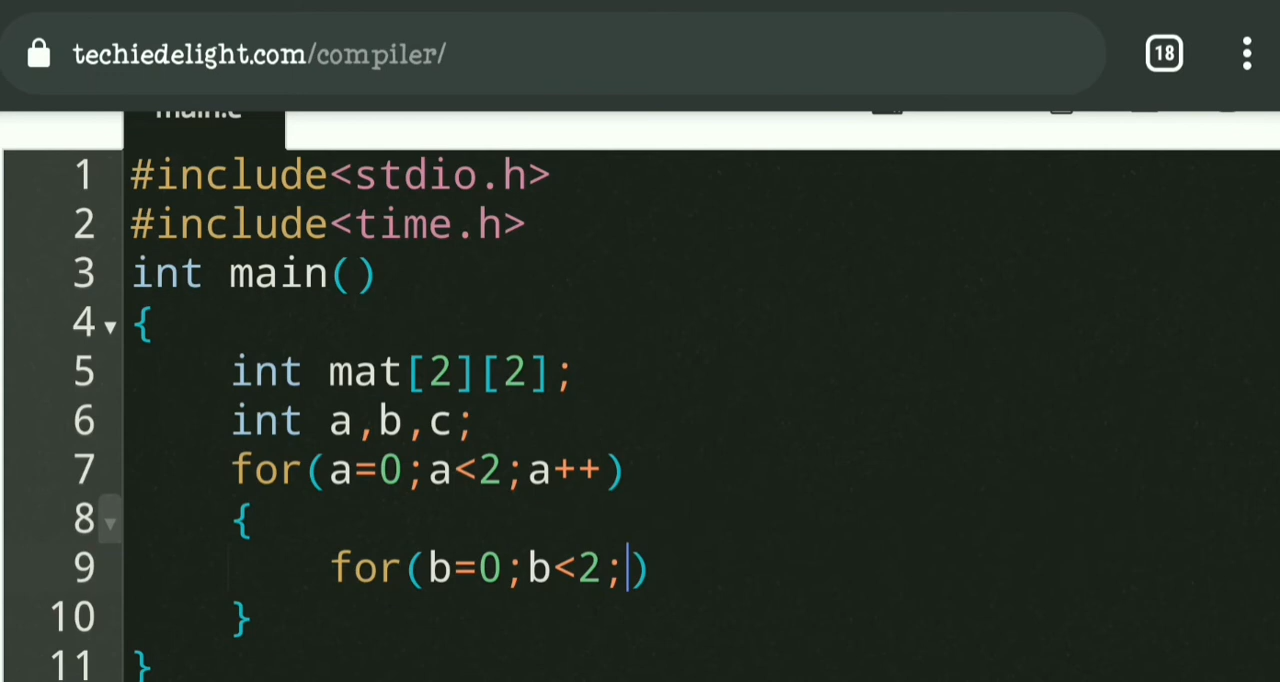 techiedelight.com/compiler/
18
main.c
1 #include<stdio.h>
2 #include<time.h>
3 int main()
4 {
5 int mat[2][2];
6 int a,b,c;
7 for(a=0;a<2;a++)
8 {
9 for(b=0;b<2;)
10 }
11 }